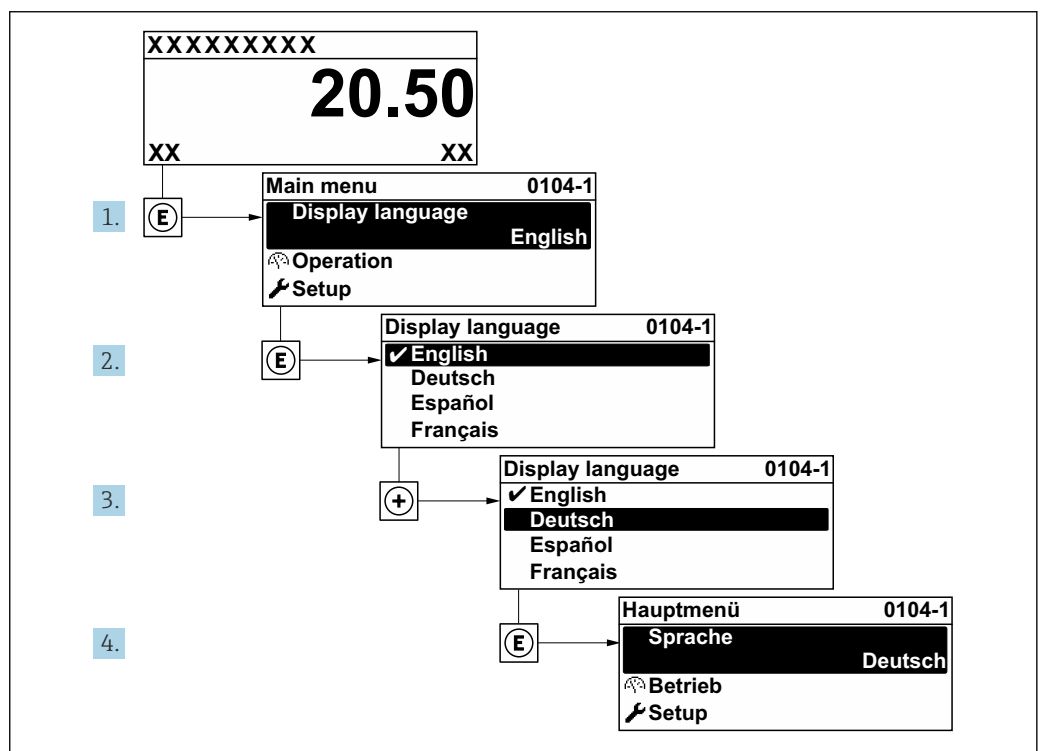 XXXXXXXXX
20.50
XX XX
Main menu 0104-1
1. E Display language
English
Operation
Setup
Display language 0104-1
2. E ✔English
Deutsch
Español
Français
Display language 0104-1
3. + ✔English
Deutsch
Español
Français
Hauptmenü 0104-1
4. E Sprache
Deutsch
Betrieb
Setup